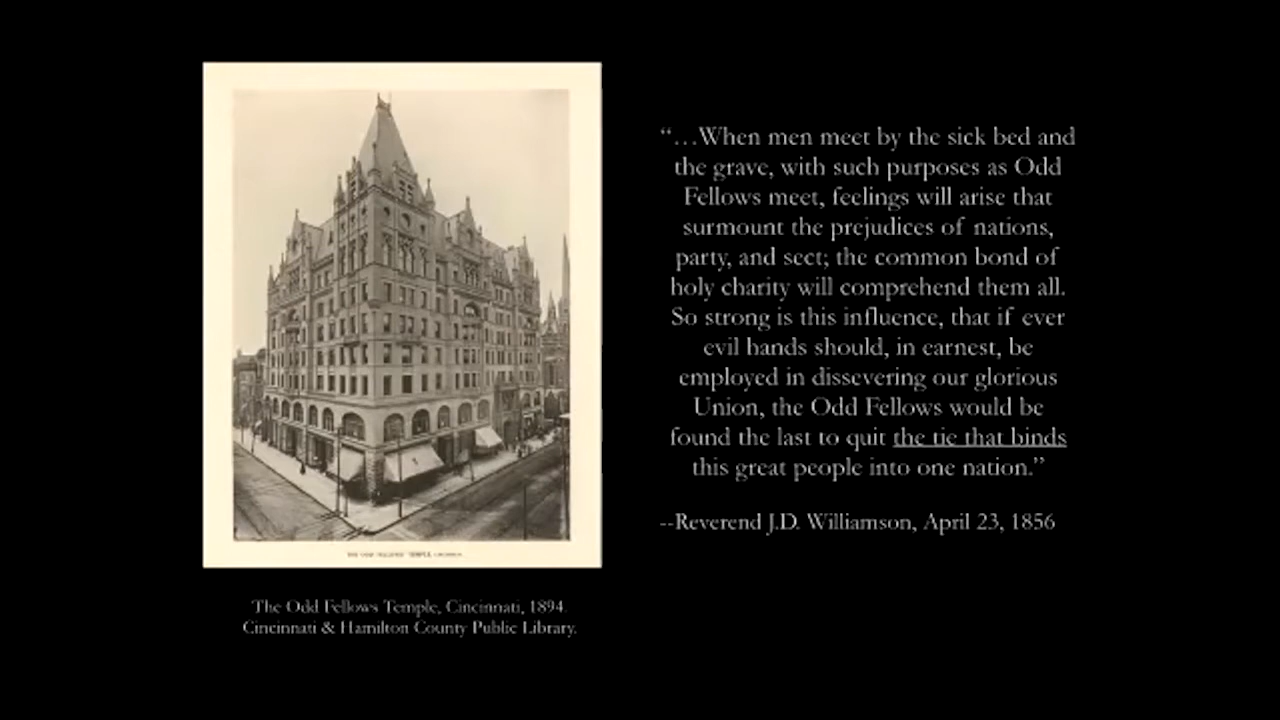 “…When men meet by the sick bed and
the grave, with such purposes as Odd
Fellows meet, feelings will arise that
surmount the prejudices of nations,
party, and sect; the common bond of
holy charity will comprehend them all.
So strong is this influence, that if ever
evil hands should, in earnest, be
employed in dissevering our glorious
Union, the Odd Fellows would be
found the last to quit the tie that binds
this great people into one nation.”
--Reverend J.D. Williamson, April 23, 1856
THE ODD FELLOWS' TEMPLE, CINCINNATI.
The Odd Fellows Temple, Cincinnati, 1894.
Cincinnati & Hamilton County Public Library.